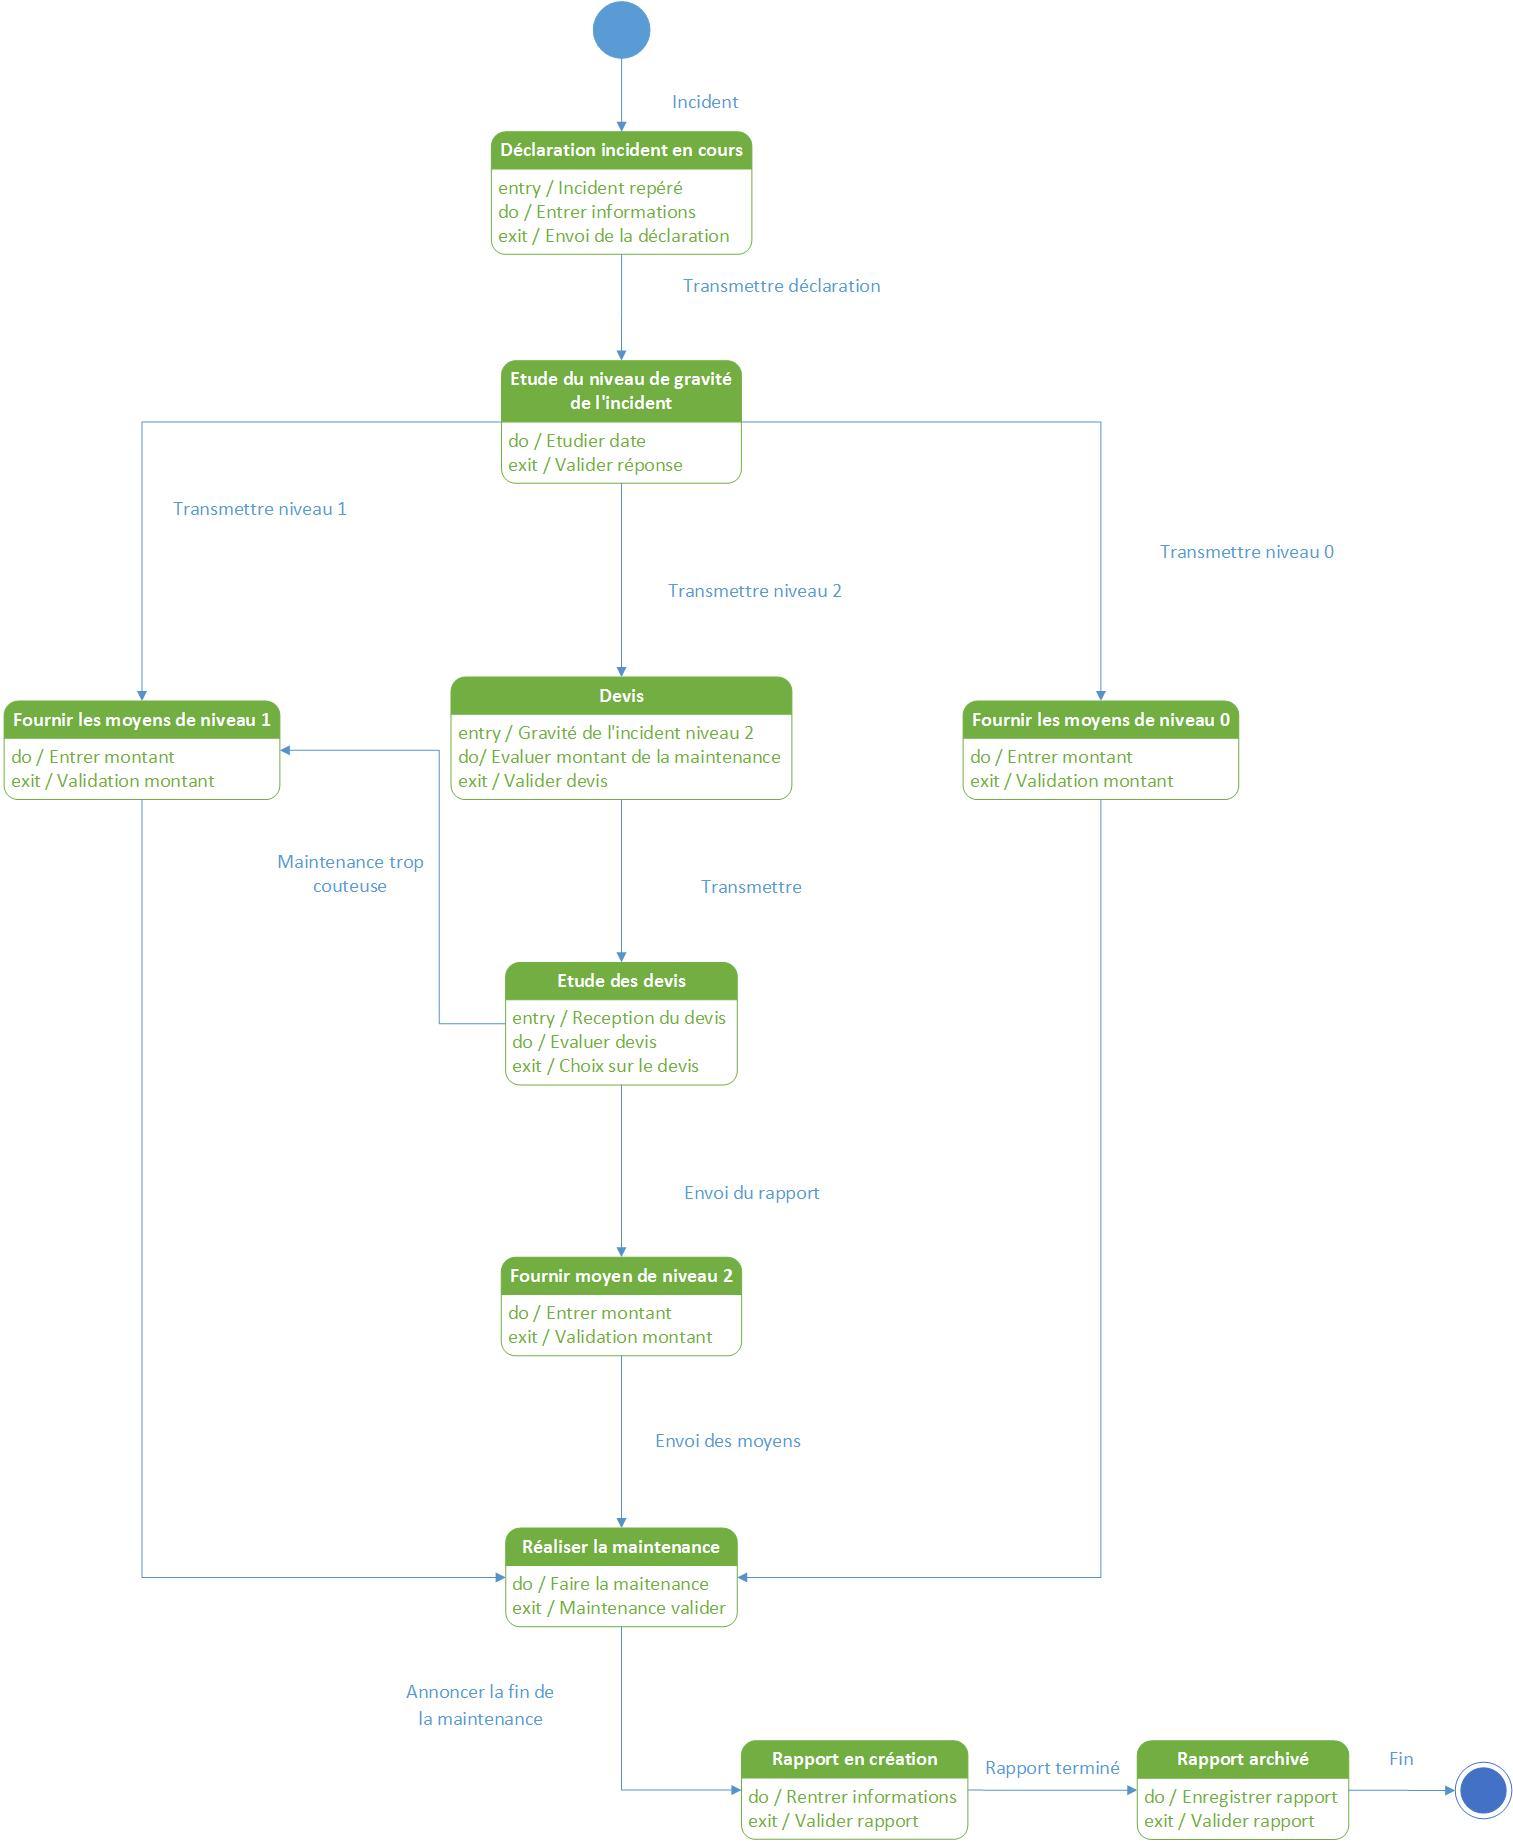 Incident
Déclaration incident en cours
entry / Incident repéré
do / Entrer informations
exit / Envoi de la déclaration
Transmettre déclaration
Etude du niveau de gravité
de l'incident
do / Etudier date
exit / Valider réponse
Transmettre niveau 1
Transmettre niveau 2
Transmettre niveau 0
Fournir les moyens de niveau 1
do / Entrer montant
exit / Validation montant
Devis
entry / Gravité de l'incident niveau 2
do/ Evaluer montant de la maintenance
exit / Valider devis
Fournir les moyens de niveau 0
do / Entrer montant
exit / Validation montant
Maintenance trop
couteuse
Transmettre
Etude des devis
entry / Reception du devis
do / Evaluer devis
exit / Choix sur le devis
Envoi du rapport
Fournir moyen de niveau 2
do / Entrer montant
exit / Validation montant
Envoi des moyens
Réaliser la maintenance
do / Faire la maitenance
exit / Maintenance valider
Annoncer la fin de
la maintenance
Rapport en création
do / Rentrer informations
exit / Valider rapport
Rapport terminé
Rapport archivé
do / Enregistrer rapport
exit / Valider rapport
Fin